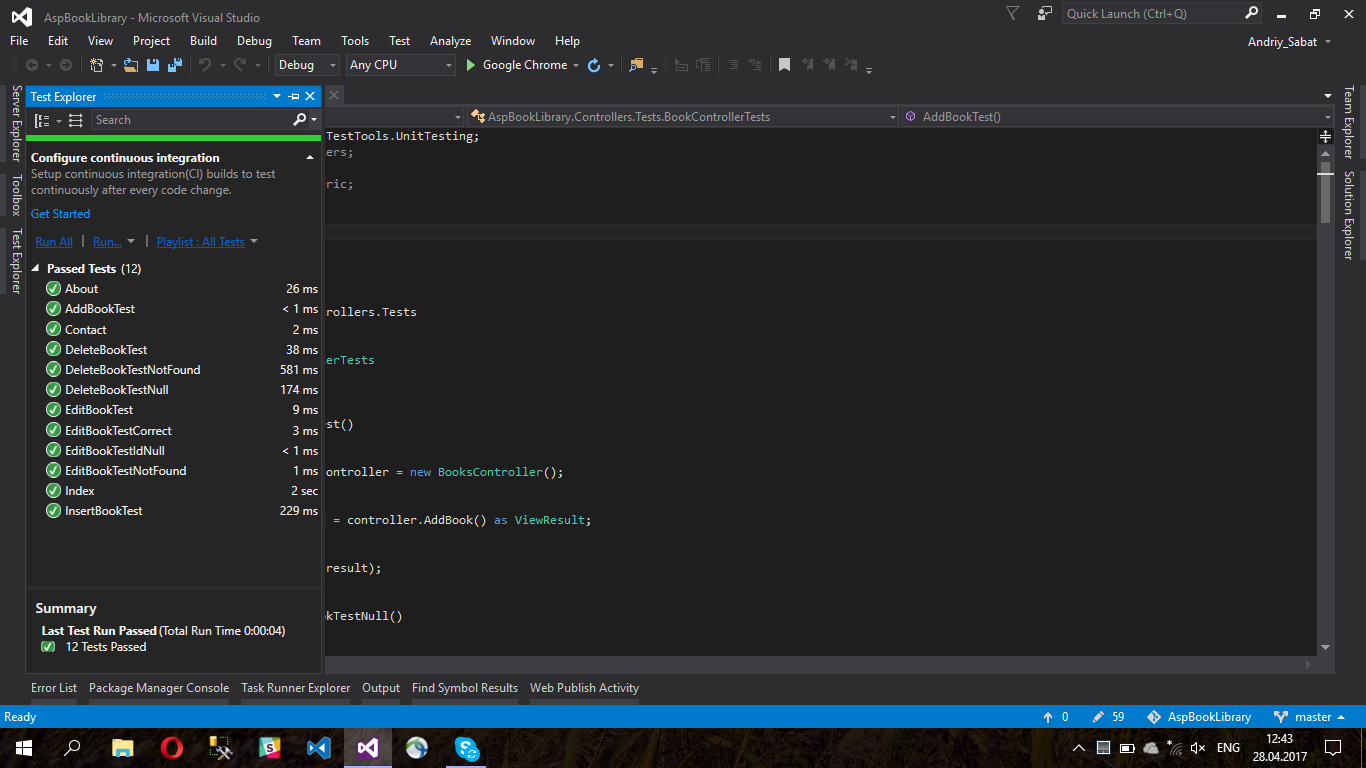 AspBookLibrary - Microsoft Visual Studio
Quick Launch (Ctrl+Q)
File Edit View Project Build Debug Team Tools Test Analyze Window Help
Andriy_Sabat
Debug Any CPU Google Chrome
Server Explorer
Toolbox
Test Explorer
Test Explorer
Search
Configure continuous integration
Setup continuous integration(CI) builds to test
continuously after every code change.
Get Started
Run All | Run... | Playlist : All Tests
Passed Tests (12)
About 26 ms
AddBookTest < 1 ms
Contact 2 ms
DeleteBookTest 38 ms
DeleteBookTestNotFound 581 ms
DeleteBookTestNull 174 ms
EditBookTest 9 ms
EditBookTestCorrect 3 ms
EditBookTestIdNull < 1 ms
EditBookTestNotFound 1 ms
Index 2 sec
InsertBookTest 229 ms
Summary
Last Test Run Passed (Total Run Time 0:00:04)
12 Tests Passed
AspBookLibrary.Controllers.Tests.BookControllerTests
AddBookTest()
TestTools.UnitTesting;
ers;
ric;
rollers.Tests
erTests
st()
ontroller = new BooksController();
= controller.AddBook() as ViewResult;
result);
kTestNull()
Team Explorer
Solution Explorer
Error List Package Manager Console Task Runner Explorer Output Find Symbol Results Web Publish Activity
Ready
0 59 AspBookLibrary master
ENG
12:43
28.04.2017